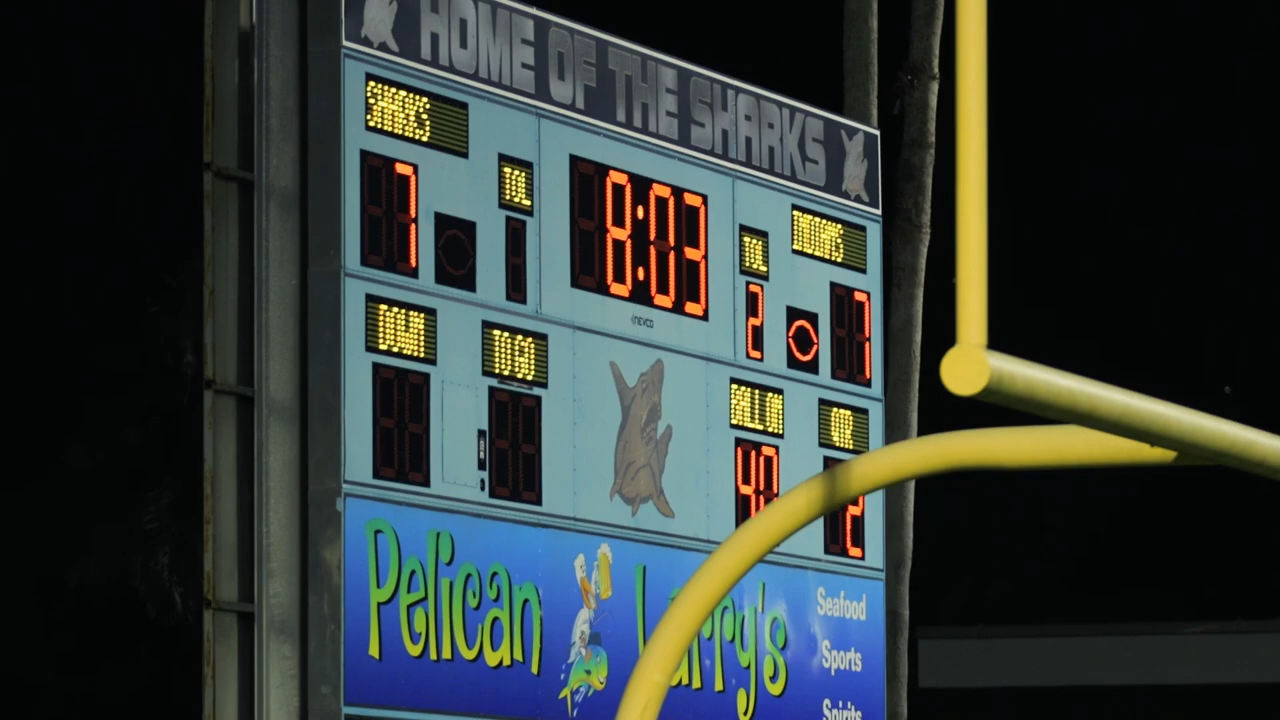 HOME OF THE SHARKS
SHARKS
TOL
7
8:03
INDIANS
TOL
2
7
NEVCO
DOWN
TO GO
BALL ON
QTR
40
2
Pelican Larry's
Seafood
Sports
Spirits